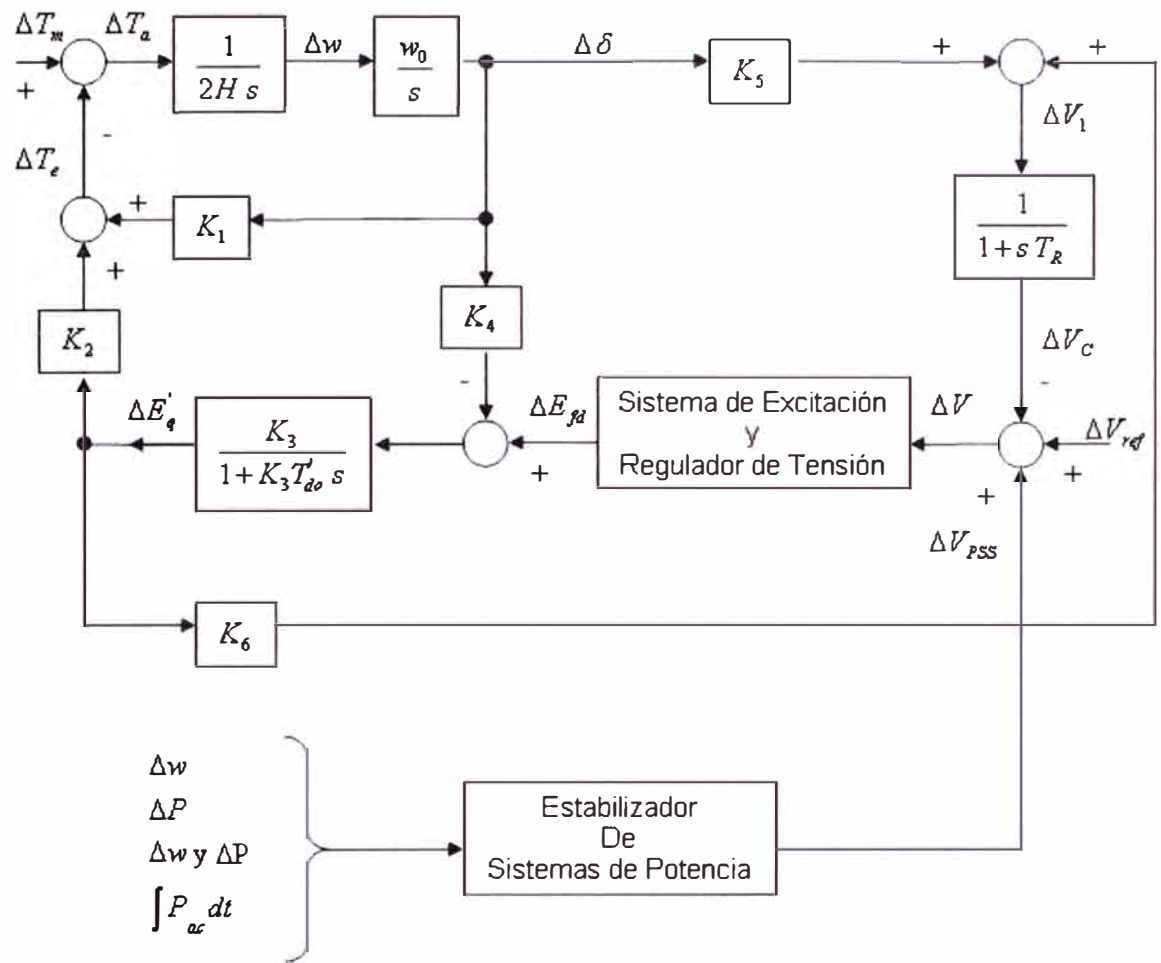 ΔT_m
+
ΔT_a
1
2H s
Δw
w_0
s
Δδ
K_5
+
+
ΔV_1
-
ΔT_e
+
K_1
1
1 + s T_R
+
K_2
K_4
ΔV_C
-
-
ΔE'_q
K_3
1 + K_3 T'_do s
ΔE_fd
+
Sistema de Excitación
y
Regulador de Tensión
ΔV
ΔV_ref
+
+
ΔV_PSS
K_6
Δw
ΔP
Δw y ΔP
∫ P_ac dt
Estabilizador
De
Sistemas de Potencia